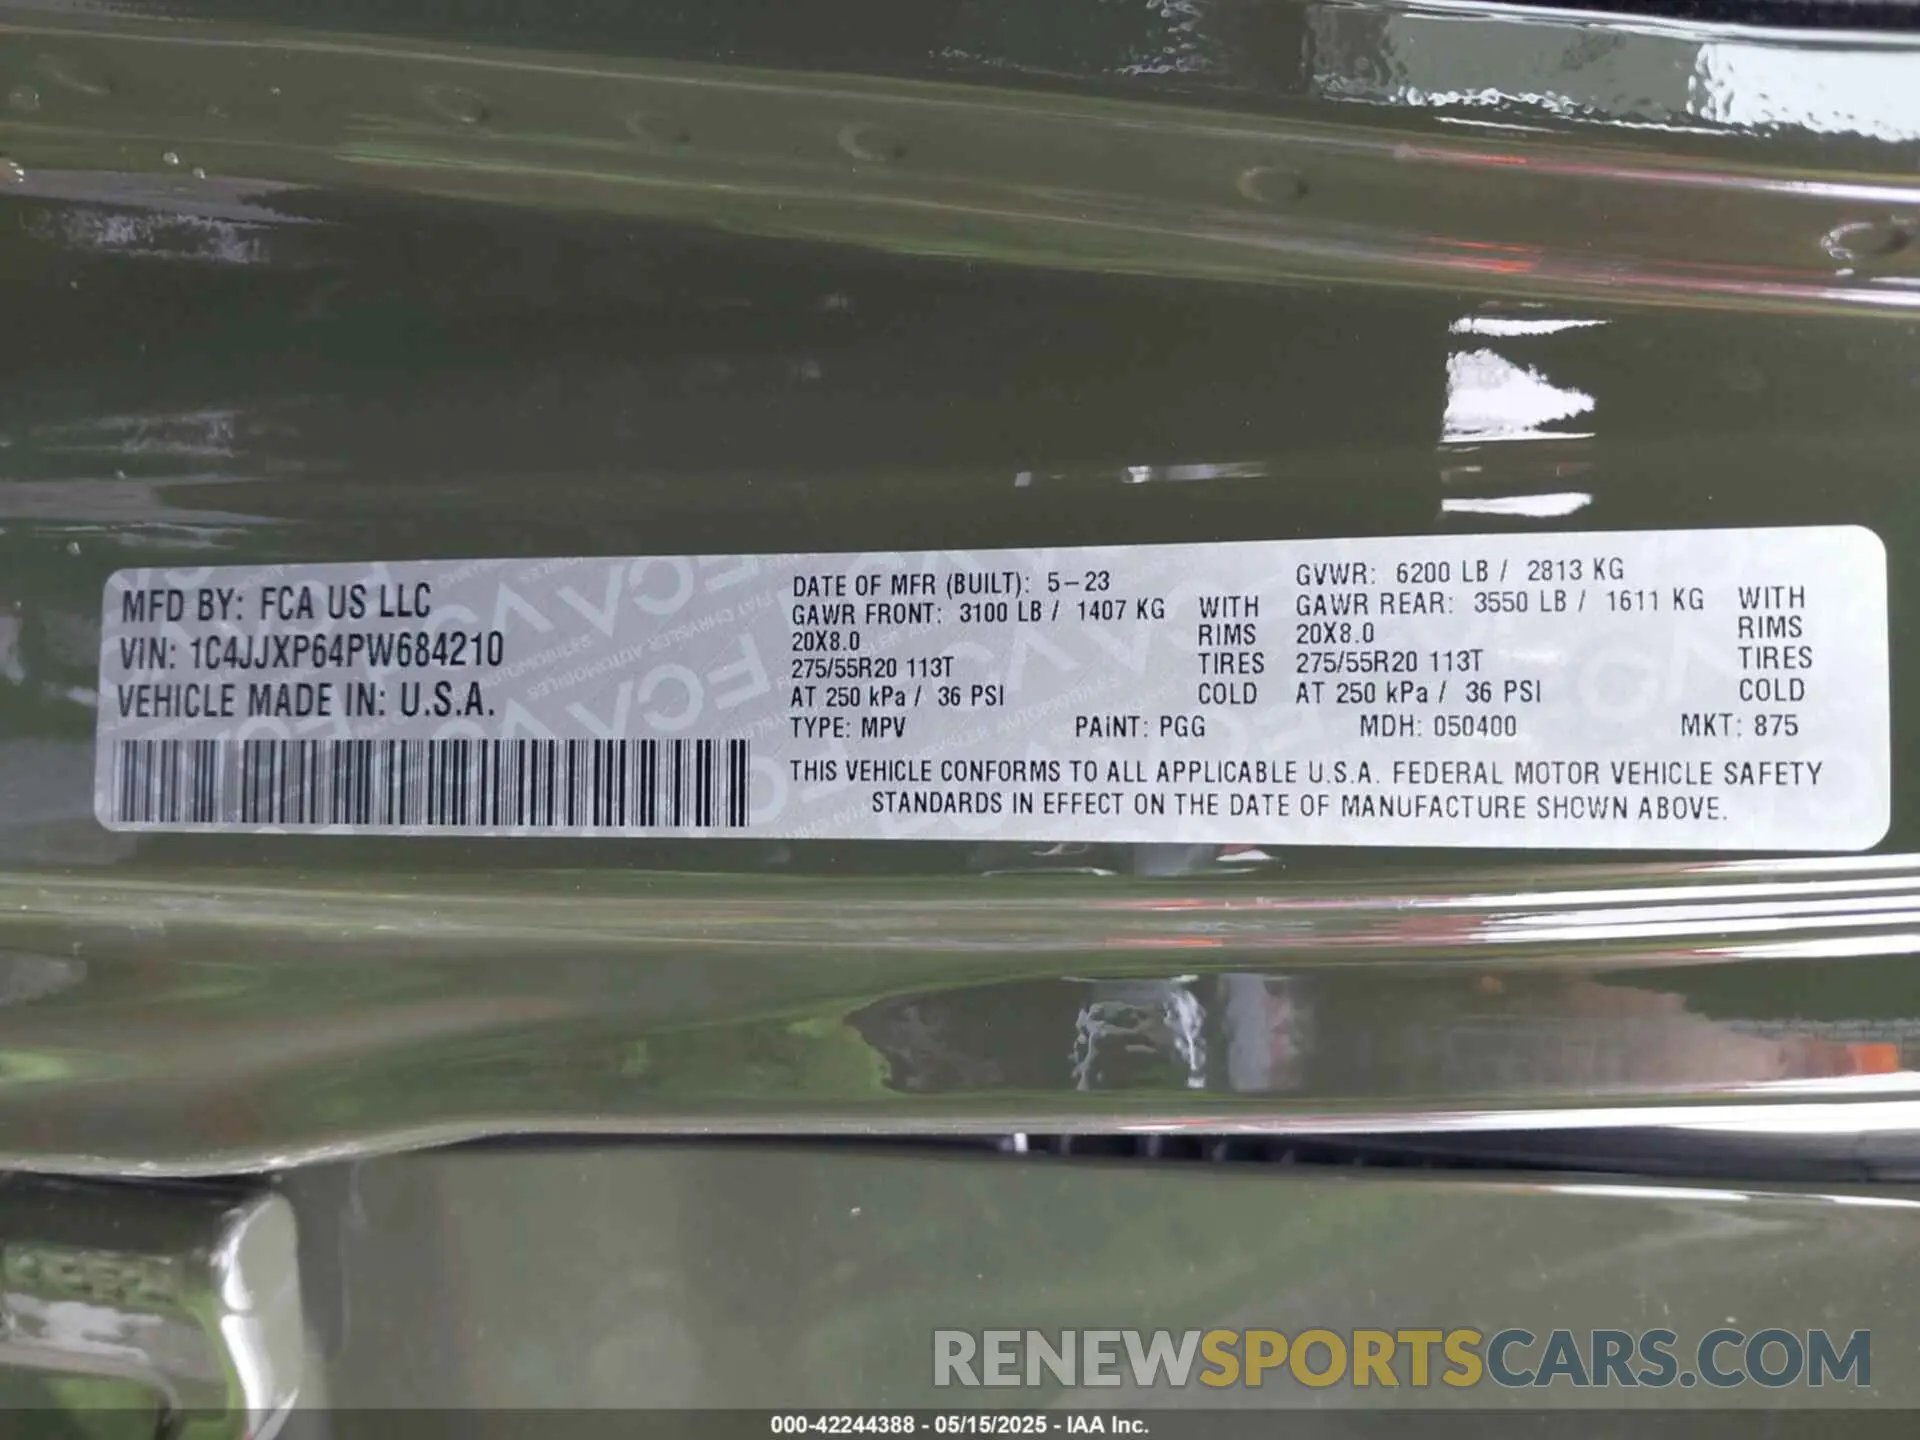 MFD BY: FCA US LLC
VIN: 1C4JJXP64PW684210
VEHICLE MADE IN: U.S.A.
DATE OF MFR (BUILT): 5-23
GAWR FRONT: 3100 LB / 1407 KG WITH
20X8.0 RIMS
275/55R20 113T TIRES
AT 250 kPa / 36 PSI COLD
GVWR: 6200 LB / 2813 KG
GAWR REAR: 3550 LB / 1611 KG WITH
20X8.0 RIMS
275/55R20 113T TIRES
AT 250 kPa / 36 PSI COLD
TYPE: MPV PAINT: PGG MDH: 050400 MKT: 875
THIS VEHICLE CONFORMS TO ALL APPLICABLE U.S.A. FEDERAL MOTOR VEHICLE SAFETY
STANDARDS IN EFFECT ON THE DATE OF MANUFACTURE SHOWN ABOVE.
RENEWSPORTSCARS.COM
000-42244388 - 05/15/2025 - IAA Inc.